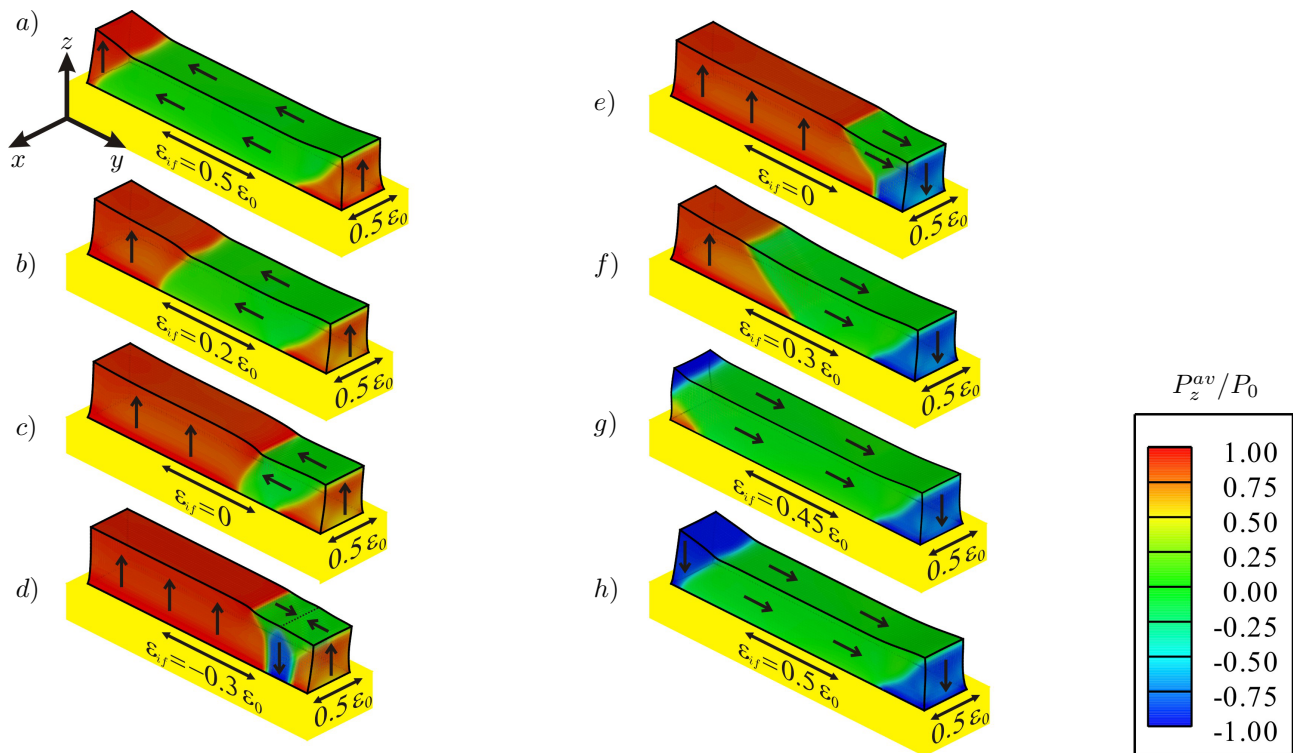 a)
z
x
y
ε_if=0.5 ε_0
0.5 ε_0
b)
ε_if=0.2 ε_0
0.5 ε_0
c)
ε_if=0
0.5 ε_0
d)
ε_if=−0.3 ε_0
0.5 ε_0
e)
ε_if=0
0.5 ε_0
f)
ε_if=0.3 ε_0
0.5 ε_0
g)
ε_if=0.45 ε_0
0.5 ε_0
h)
ε_if=0.5 ε_0
0.5 ε_0
P_z^{av}/P_0
1.00
0.75
0.50
0.25
0.00
-0.25
-0.50
-0.75
-1.00